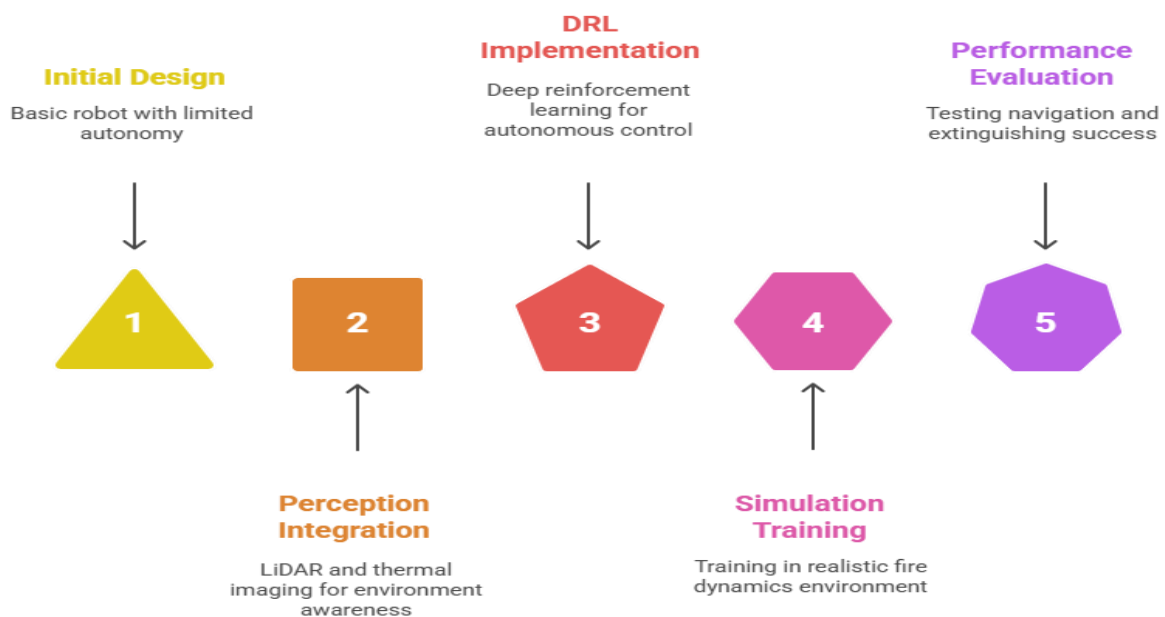 Initial Design
Basic robot with limited
autonomy
1
2
Perception
Integration
LiDAR and thermal
imaging for environment
awareness
DRL
Implementation
Deep reinforcement
learning for
autonomous control
3
4
Simulation
Training
Training in realistic fire
dynamics environment
Performance
Evaluation
Testing navigation and
extinguishing success
5